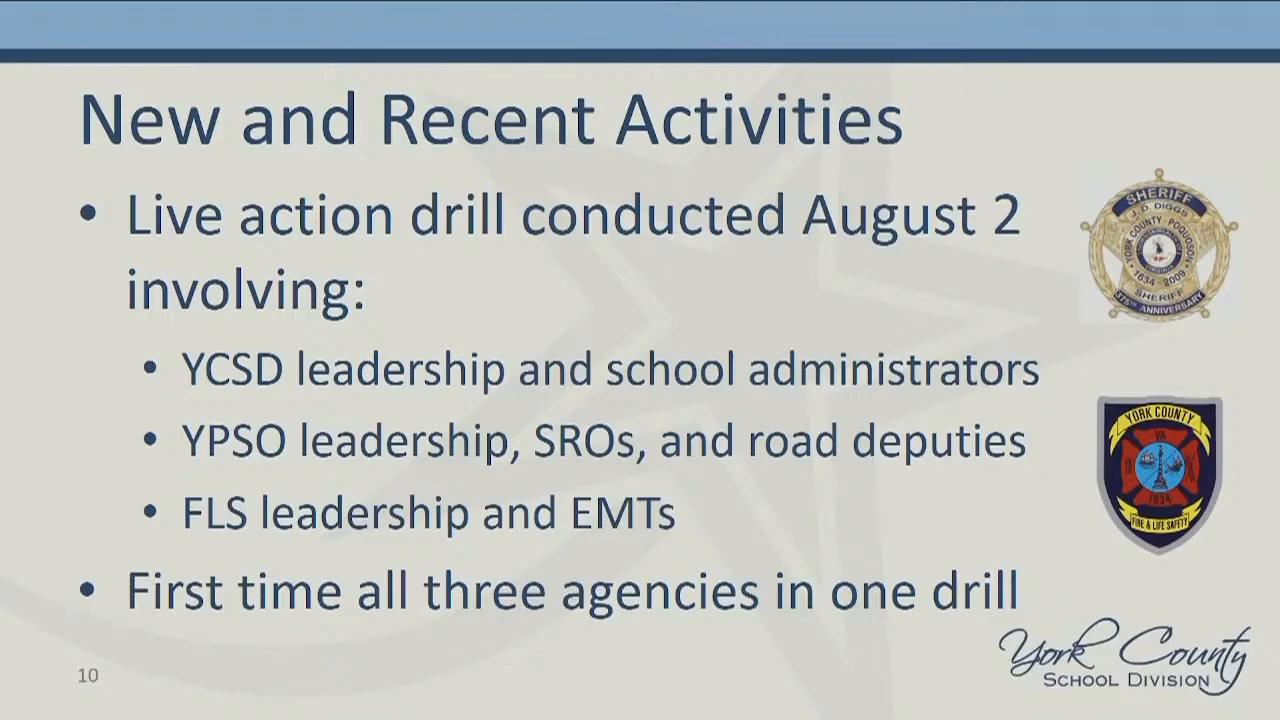 New and Recent Activities
• Live action drill conducted August 2
involving:
• YCSD leadership and school administrators
• YPSO leadership, SROs, and road deputies
• FLS leadership and EMTs
• First time all three agencies in one drill
SHERIFF
J. D. DIGGS
YORK COUNTY - POQUOSON
1634 - 2009
SHERIFF
375TH ANNIVERSARY
YORK COUNTY
VA
1634
FIRE & LIFE SAFETY
York County
SCHOOL DIVISION
10